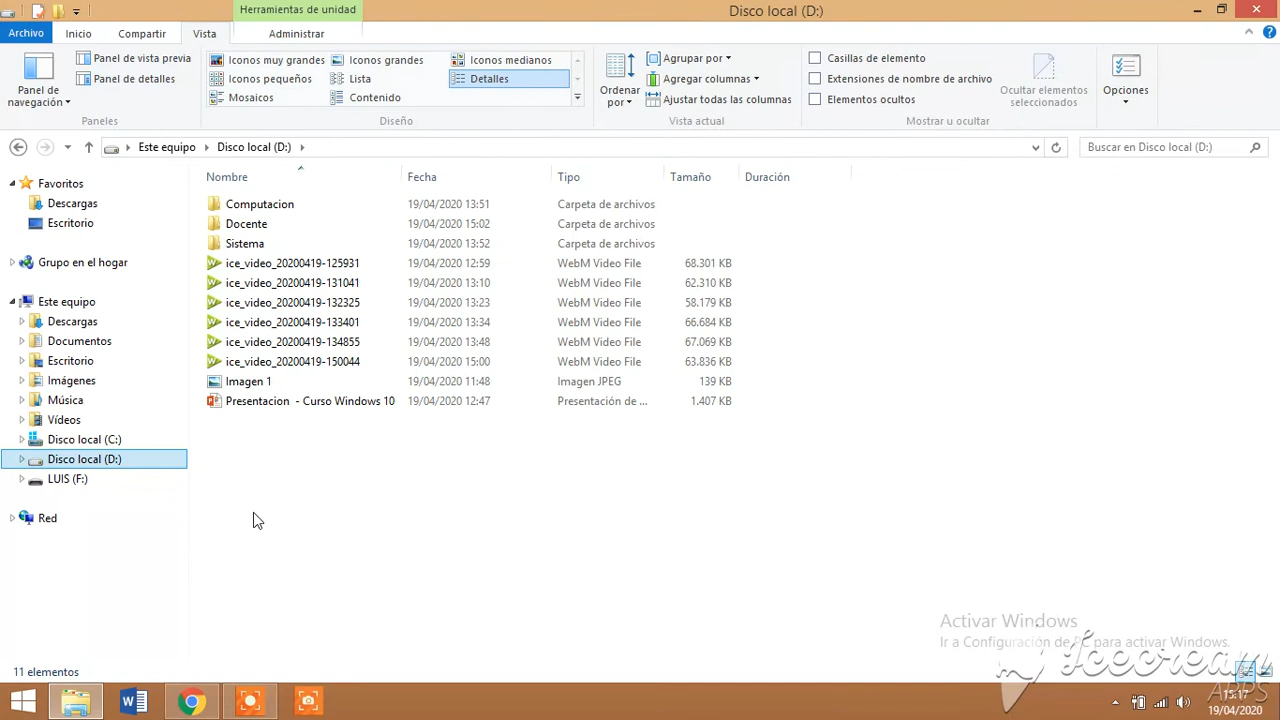 Herramientas de unidad
Disco local (D:)
Archivo Inicio Compartir Vista Administrar
Panel de navegación
Panel de vista previa
Panel de detalles
Paneles
Iconos muy grandes Iconos grandes Iconos medianos
Iconos pequeños Lista Detalles
Mosaicos Contenido
Diseño
Ordenar por
Agrupar por
Agregar columnas
Ajustar todas las columnas
Vista actual
Casillas de elemento
Extensiones de nombre de archivo
Elementos ocultos
Ocultar elementos seleccionados
Mostrar u ocultar
Opciones
Este equipo Disco local (D:)
Buscar en Disco local (D:)
Favoritos
Descargas
Escritorio
Grupo en el hogar
Este equipo
Descargas
Documentos
Escritorio
Imágenes
Música
Vídeos
Disco local (C:)
Disco local (D:)
LUIS (F:)
Red
Nombre Fecha Tipo Tamaño Duración
Computacion 19/04/2020 13:51 Carpeta de archivos
Docente 19/04/2020 15:02 Carpeta de archivos
Sistema 19/04/2020 13:52 Carpeta de archivos
ice_video_20200419-125931 19/04/2020 12:59 WebM Video File 68.301 KB
ice_video_20200419-131041 19/04/2020 13:10 WebM Video File 62.310 KB
ice_video_20200419-132325 19/04/2020 13:23 WebM Video File 58.179 KB
ice_video_20200419-133401 19/04/2020 13:34 WebM Video File 66.684 KB
ice_video_20200419-134855 19/04/2020 13:48 WebM Video File 67.069 KB
ice_video_20200419-150044 19/04/2020 15:00 WebM Video File 63.836 KB
Imagen 1 19/04/2020 11:48 Imagen JPEG 139 KB
Presentacion - Curso Windows 10 19/04/2020 12:47 Presentación de ... 1.407 KB
Activar Windows
Ir a Configuración de PC para activar Windows.
Icecream
APPS
11 elementos
15:17
19/04/2020